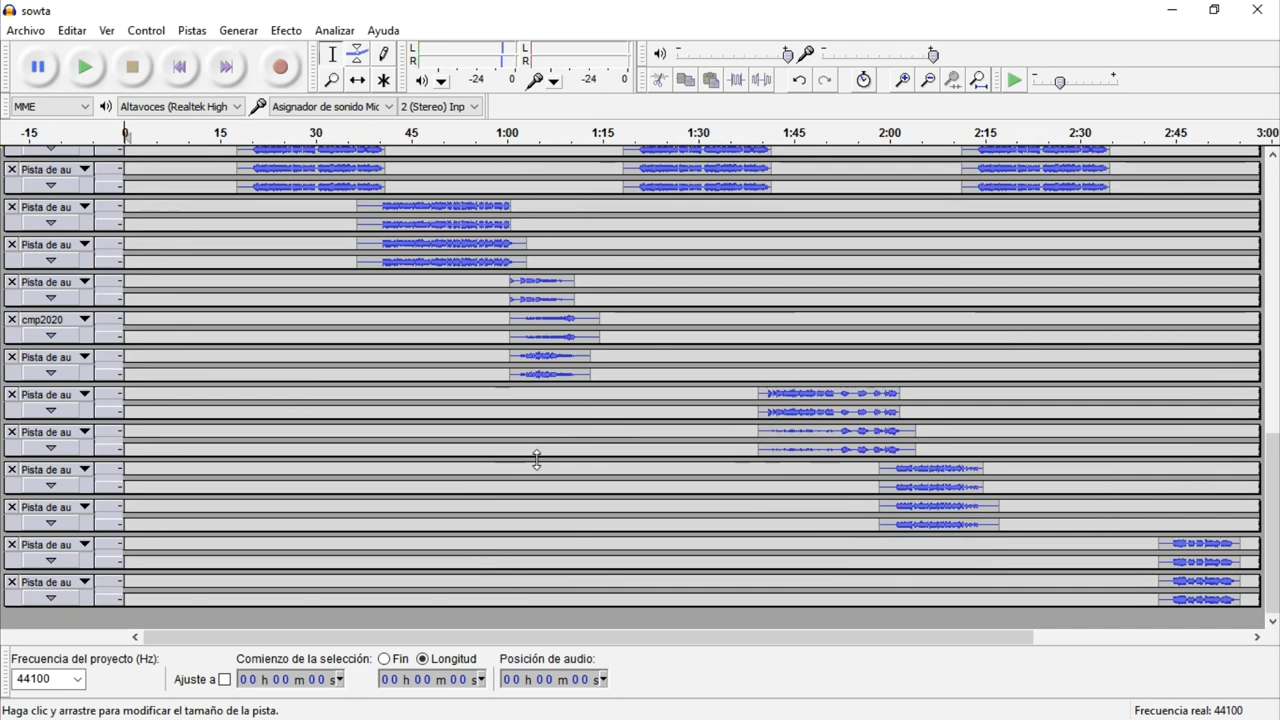 sowta
Archivo Editar Ver Control Pistas Generar Efecto Analizar Ayuda
L R -24 0
L R -24 0
MME Altavoces (Realtek High Asignador de sonido Mic 2 (Stereo) Inp
-15 0 15 30 45 1:00 1:15 1:30 1:45 2:00 2:15 2:30 2:45 3:00
Pista de au
Pista de au
Pista de au
Pista de au
cmp2020
Pista de au
Pista de au
Pista de au
Pista de au
Pista de au
Pista de au
Pista de au
Frecuencia del proyecto (Hz): Comienzo de la selección: Fin Longitud Posición de audio:
44100 Ajuste a 00 h 00 m 00 s 00 h 00 m 00 s 00 h 00 m 00 s
Haga clic y arrastre para modificar el tamaño de la pista. Frecuencia real: 44100